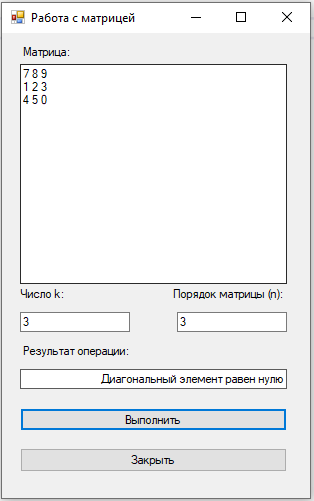 Работа с матрицей
Матрица:
7 8 9
1 2 3
4 5 0
Число k:
Порядок матрицы (n):
3
3
Результат операции:
Диагональный элемент равен нулю
Выполнить
Закрыть